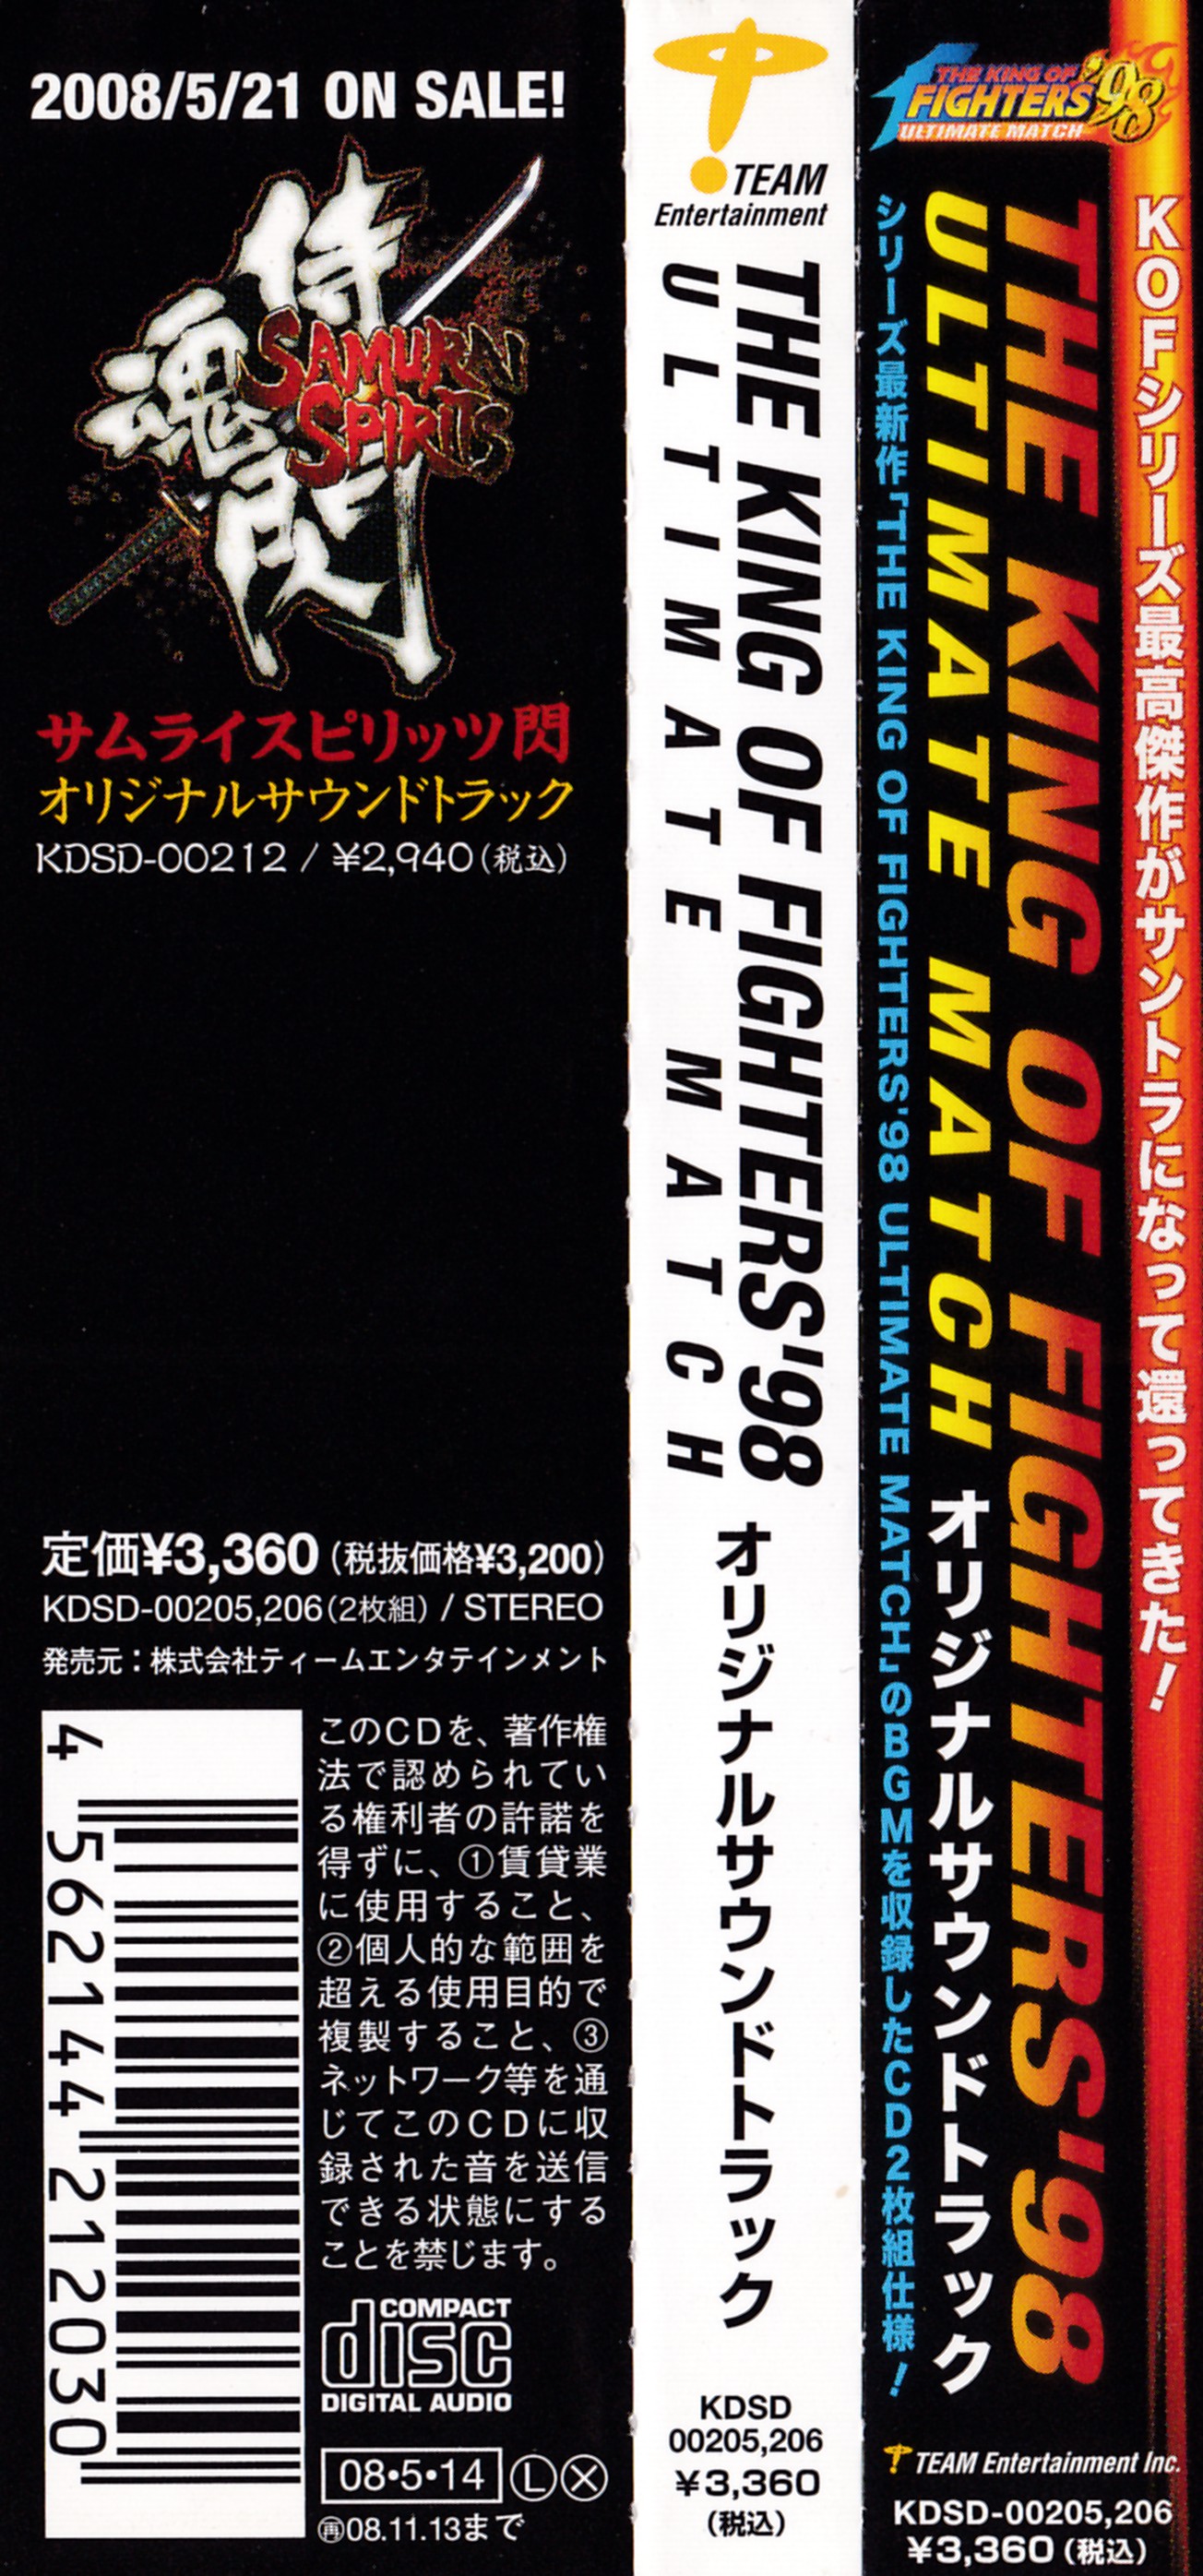 2008/5/21 ON SALE!
侍
魂
閃
SAMURAI
SPIRITS
サムライスピリッツ閃
オリジナルサウンドトラック
KDSD-00212 / ¥2,940(税込)
定価¥3,360(税抜価格¥3,200)
KDSD-00205,206(2枚組) / STEREO
発売元：株式会社ティームエンタテインメント
4 562144 212030
このCDを、著作権
法で認められてい
る権利者の許諾を
得ずに、①賃貸業
に使用すること、
②個人的な範囲を
超える使用目的で
複製すること、③
ネットワーク等を通
じてこのCDに収
録された音を送信
できる状態にする
ことを禁じます。
COMPACT
disc
DIGITAL AUDIO
08・5・14 Ⓛ Ⓧ
㊢08.11.13まで
TEAM
Entertainment
THE KING OF FIGHTERS'98
ULTIMATE MATCH
オリジナルサウンドトラック
KDSD
00205,206
¥3,360
(税込)
THE KING OF
FIGHTERS'98
ULTIMATE MATCH
KOFシリーズ最高傑作がサントラになって還ってきた！
THE KING OF FIGHTERS'98
ULTIMATE MATCH オリジナルサウンドトラック
シリーズ最新作「THE KING OF FIGHTERS'98 ULTIMATE MATCH」のBGMを収録したCD2枚組仕様！
TEAM Entertainment Inc.
KDSD-00205,206
¥3,360(税込)